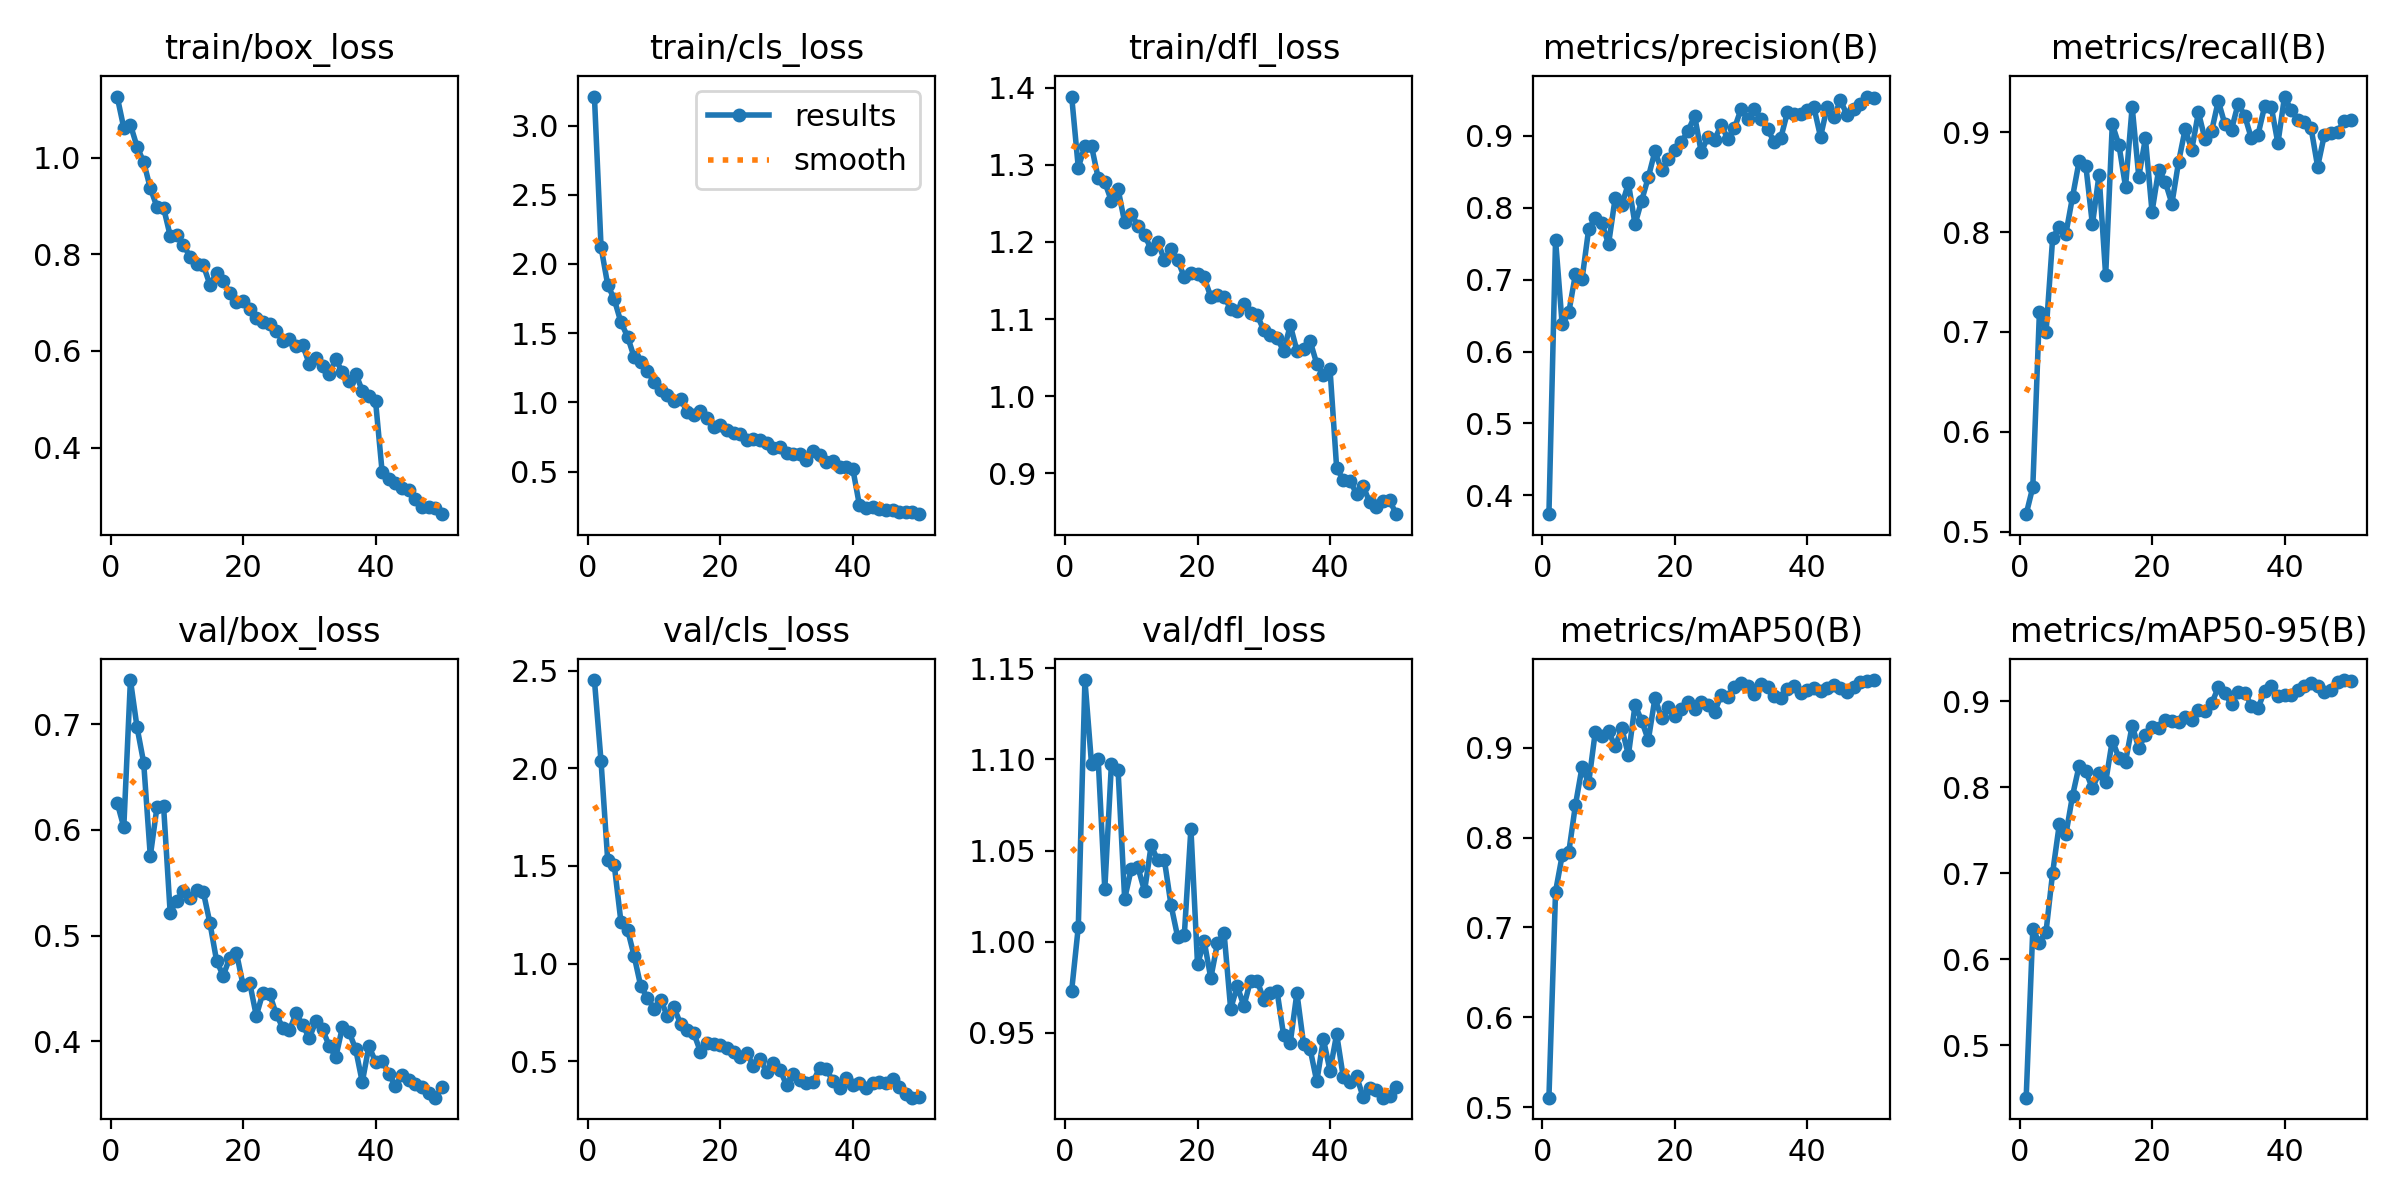 train/box_loss
1.0
0.8
0.6
0.4
0 20 40
train/cls_loss
results
smooth
3.0
2.5
2.0
1.5
1.0
0.5
0 20 40
train/dfl_loss
1.4
1.3
1.2
1.1
1.0
0.9
0 20 40
metrics/precision(B)
0.9
0.8
0.7
0.6
0.5
0.4
0 20 40
metrics/recall(B)
0.9
0.8
0.7
0.6
0.5
0 20 40
val/box_loss
0.7
0.6
0.5
0.4
0 20 40
val/cls_loss
2.5
2.0
1.5
1.0
0.5
0 20 40
val/dfl_loss
1.15
1.10
1.05
1.00
0.95
0 20 40
metrics/mAP50(B)
0.9
0.8
0.7
0.6
0.5
0 20 40
metrics/mAP50-95(B)
0.9
0.8
0.7
0.6
0.5
0 20 40